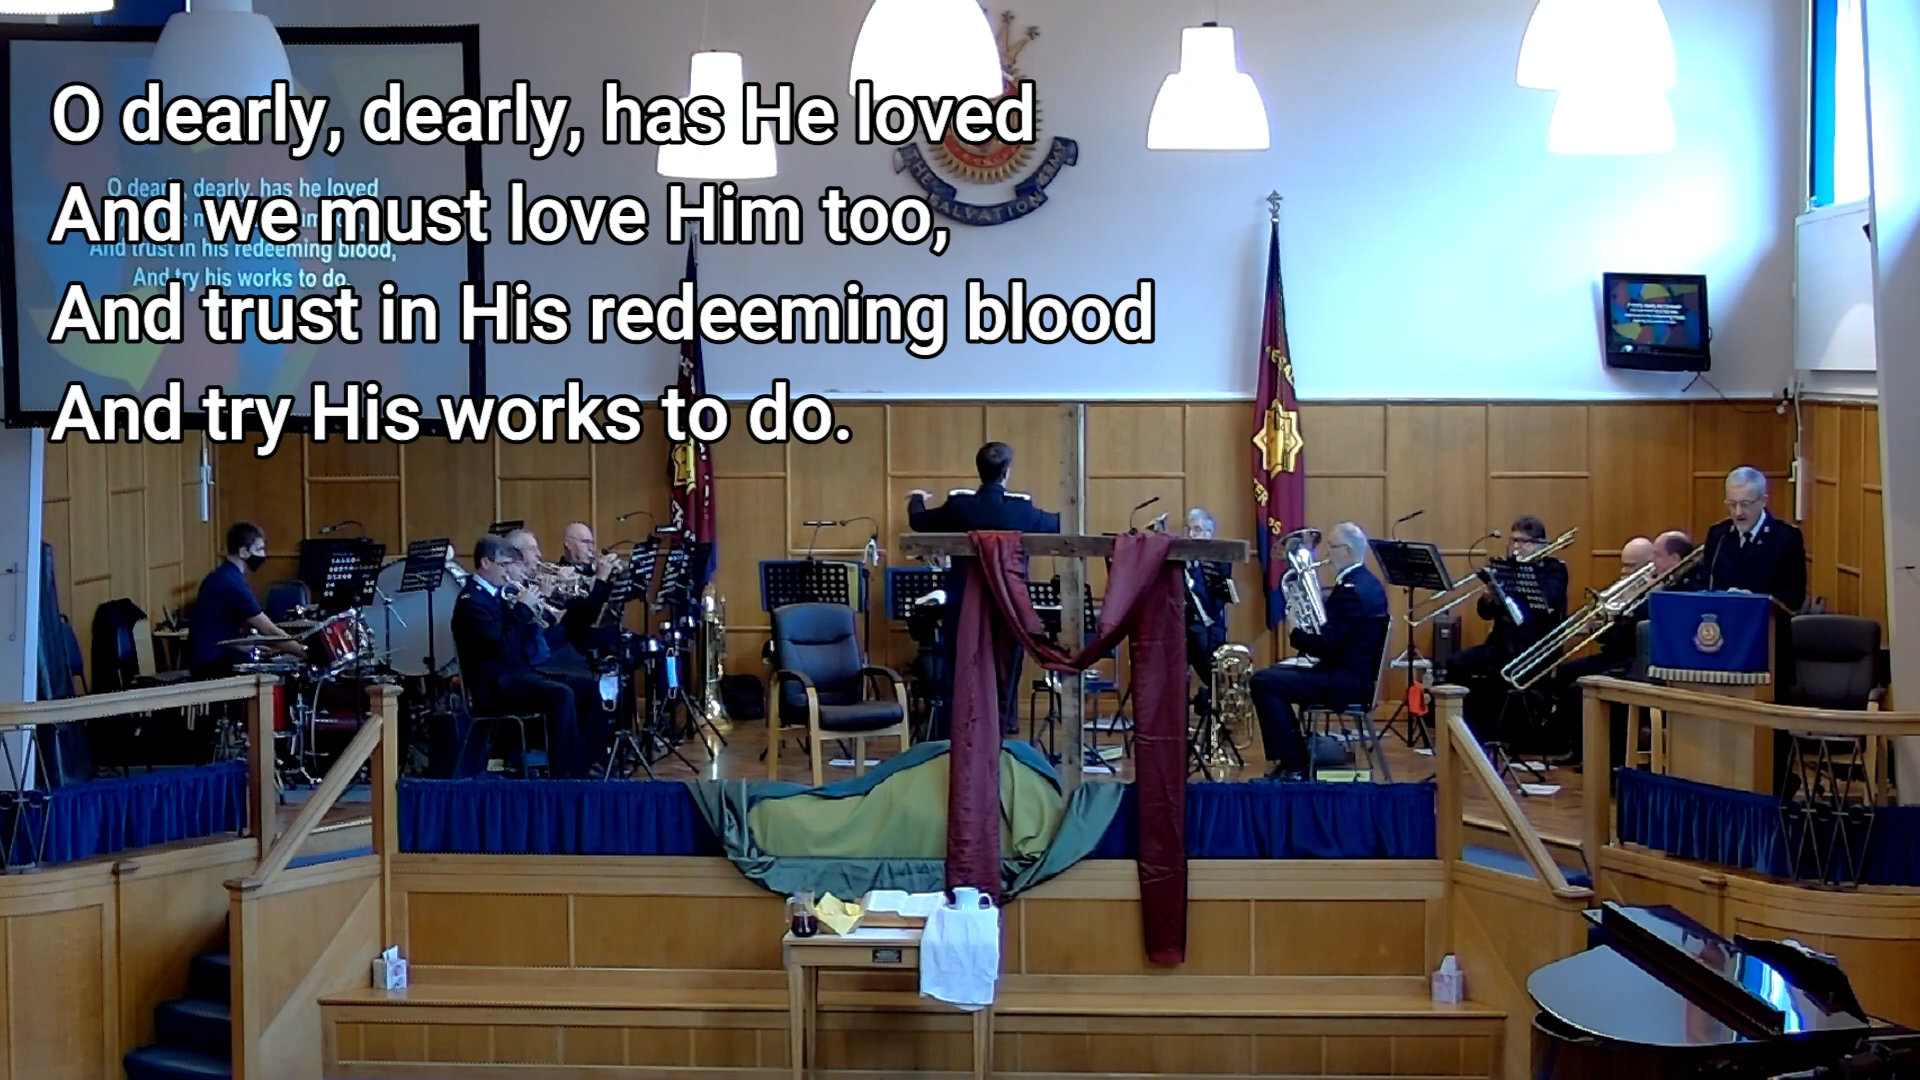 O dearly, dearly, has He loved
And we must love Him too,
And trust in His redeeming blood
And try His works to do.
O dearly, dearly, has he loved
And trust in his redeeming blood,
And try his works to do.
THE SALVATION ARMY